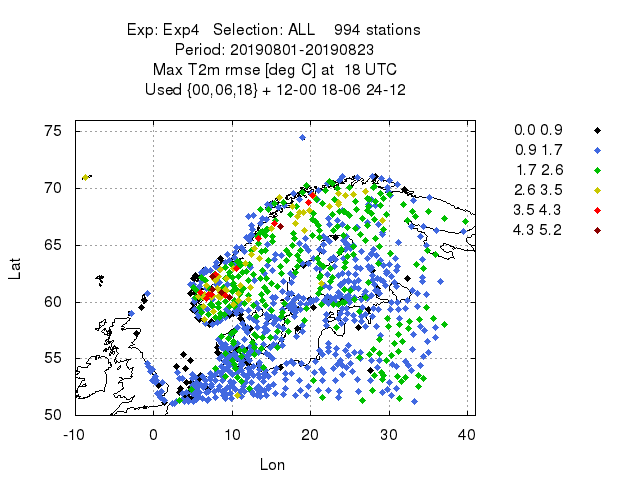 Exp: Exp4 Selection: ALL 994 stations
Period: 20190801-20190823
Max T2m rmse [deg C] at 18 UTC
Used {00,06,18} + 12-00 18-06 24-12
0.0 0.9
0.9 1.7
1.7 2.6
2.6 3.5
3.5 4.3
4.3 5.2
75
70
65
60
55
50
Lat
-10 0 10 20 30 40
Lon